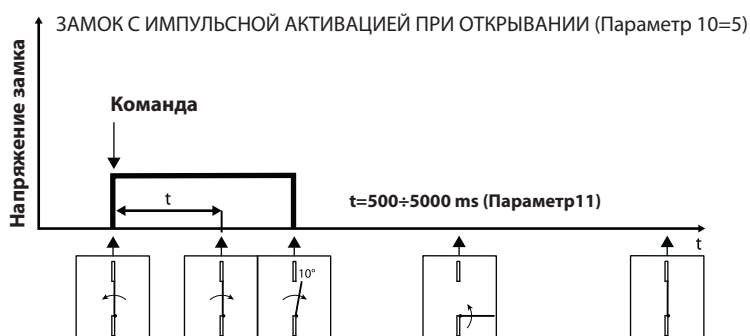 ЗАМОК С ИМПУЛЬСНОЙ АКТИВАЦИЕЙ ПРИ ОТКРЫВАНИИ (Параметр 10=5)
Напряжение замка
Команда
t
t=500÷5000 ms (Параметр11)
t
10°